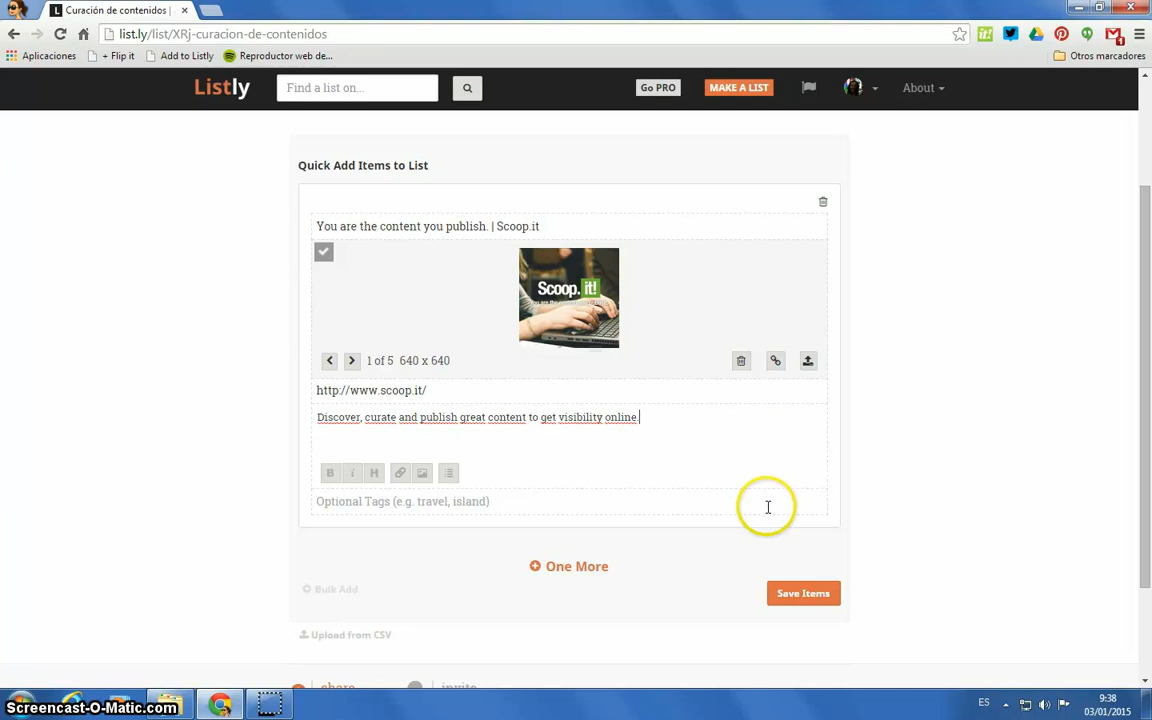 Curación de contenidos |
list.ly/list/XRj-curacion-de-contenidos
Aplicaciones + Flip it Add to Listly Reproductor web de... Otros marcadores
Listly Find a list on... Go PRO MAKE A LIST About
Quick Add Items to List
You are the content you publish. | Scoop.it
Scoop.it!
1 of 5 640 x 640
http://www.scoop.it/
Discover, curate and publish great content to get visibility online.
B i H
Optional Tags (e.g. travel, island)
One More
Bulk Add
Save Items
Upload from CSV
share invite
Screencast-O-Matic.com
ES 9:38
03/01/2015